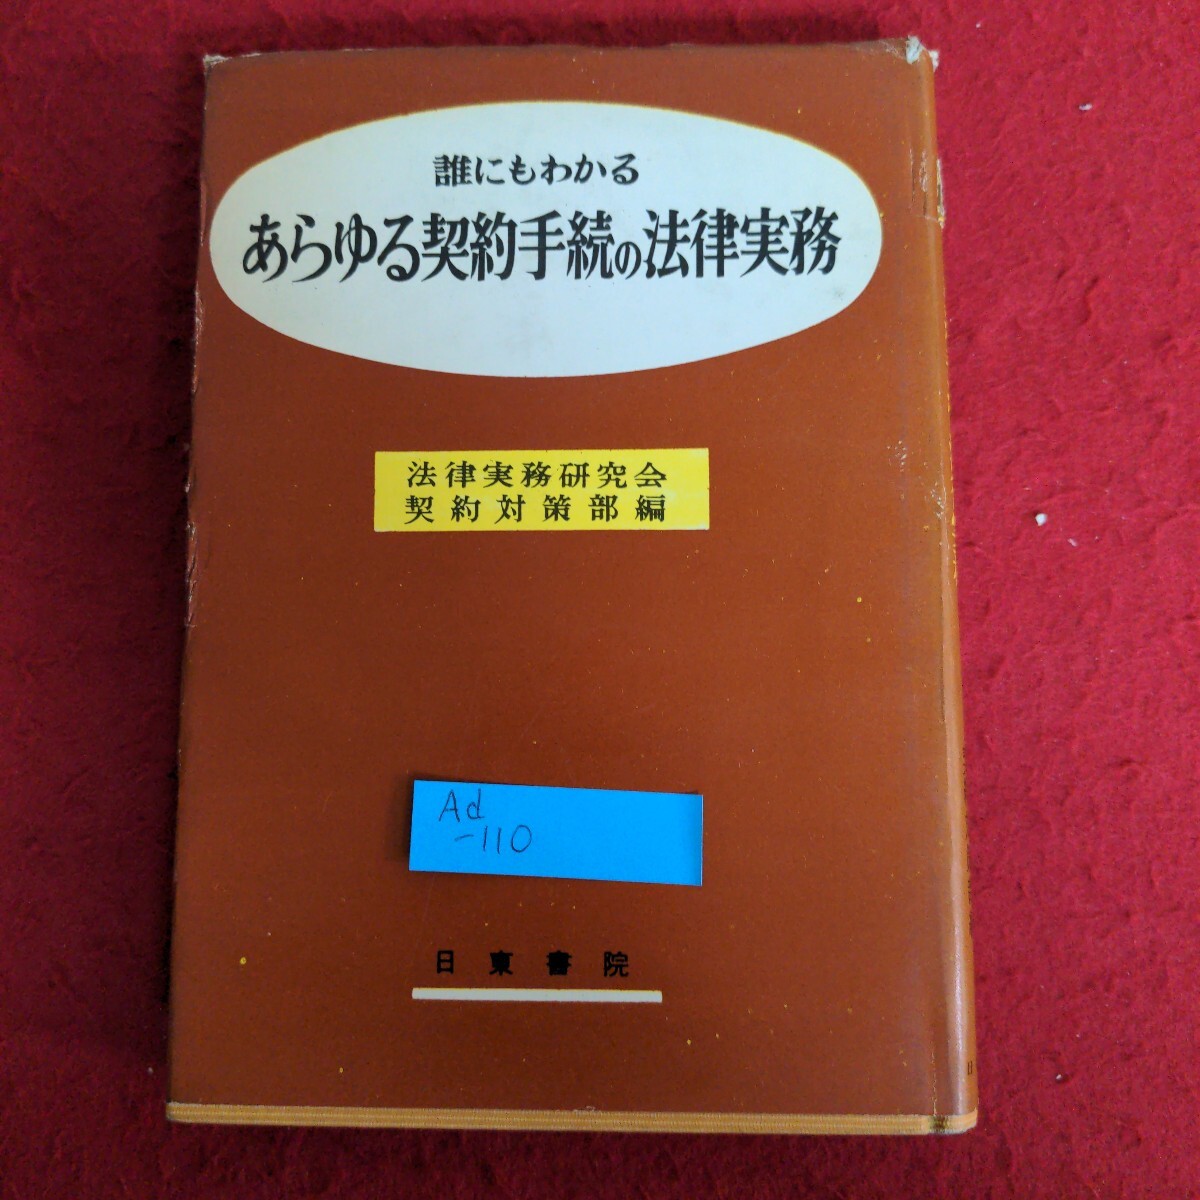 誰にもわかる
あらゆる契約手続の法律実務
法律実務研究会
契約対策部編
Ad
-110
日東書院